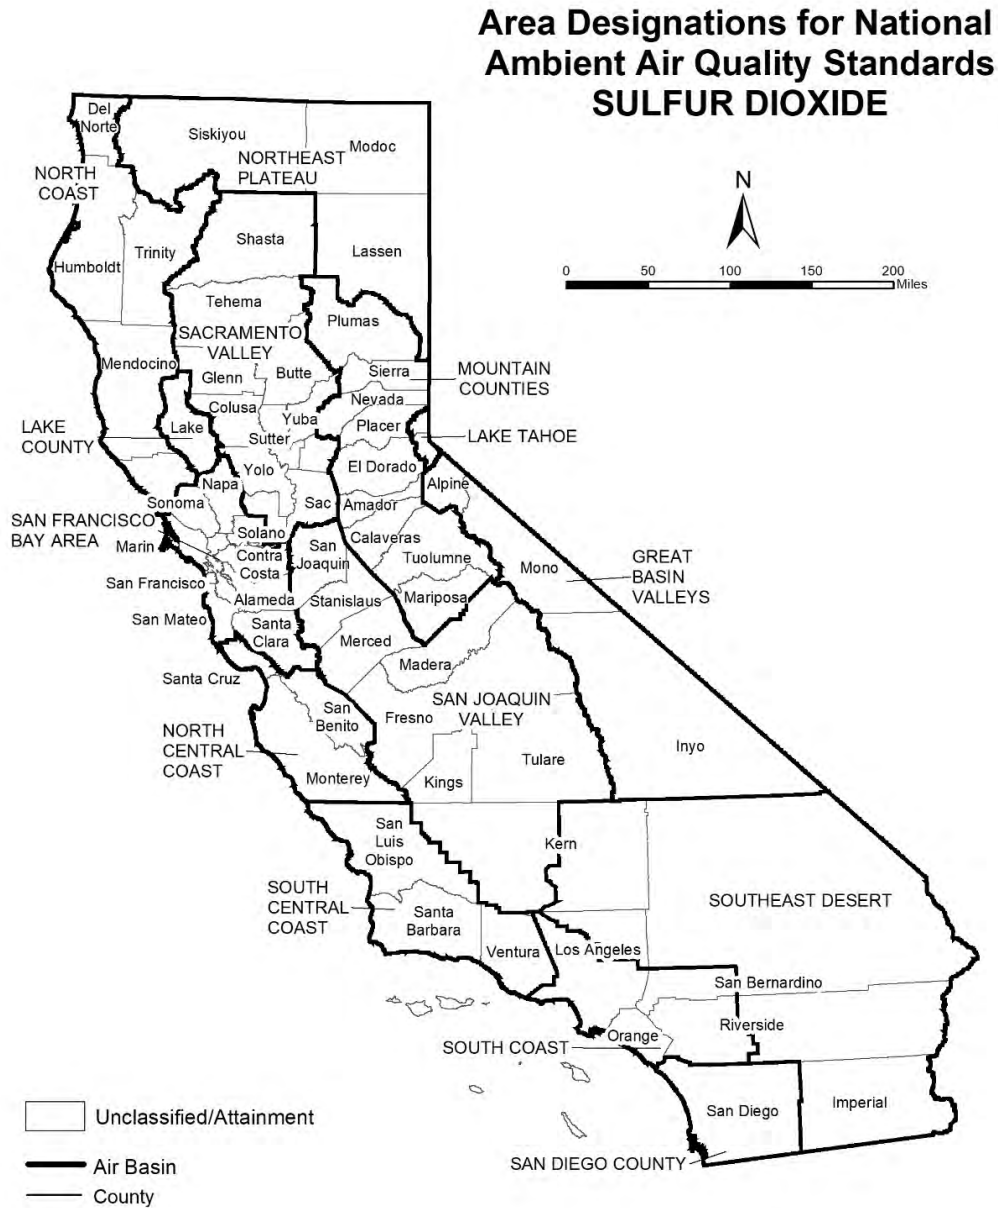 Area Designations for National
Ambient Air Quality Standards
SULFUR DIOXIDE
N
0 50 100 150 200
Miles
Del
Norte
Siskiyou
Modoc
NORTHEAST
PLATEAU
NORTH
COAST
Shasta
Trinity
Lassen
Humboldt
Tehema
Plumas
SACRAMENTO
VALLEY
Mendocino
Glenn
Butte
Sierra
MOUNTAIN
COUNTIES
Nevada
Colusa
Yuba
Placer
LAKE
COUNTY
Lake
Sutter
LAKE TAHOE
Yolo
El Dorado
Napa
Alpine
Sonoma
Sac
Amador
SAN FRANCISCO
BAY AREA
Solano
Calaveras
Marin
Contra
Costa
San
Joaquin
Tuolumne
Mono
GREAT
BASIN
VALLEYS
San Francisco
Alameda
Stanislaus
Mariposa
San Mateo
Santa
Clara
Merced
Madera
Santa Cruz
SAN JOAQUIN
VALLEY
San
Benito
Fresno
NORTH
CENTRAL
COAST
Inyo
Tulare
Monterey
Kings
San
Luis
Obispo
Kern
SOUTH
CENTRAL
COAST
SOUTHEAST DESERT
Santa
Barbara
Ventura
Los Angeles
San Bernardino
Riverside
Orange
SOUTH COAST
San Diego
Imperial
SAN DIEGO COUNTY
Unclassified/Attainment
Air Basin
County